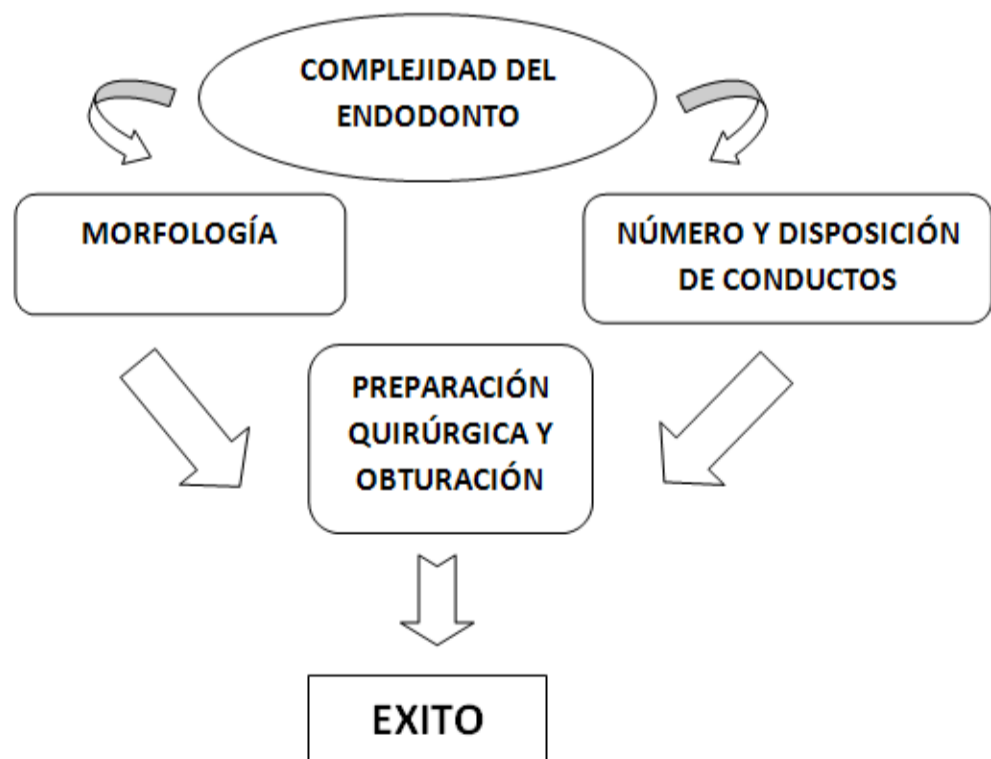 COMPLEJIDAD DEL
ENDODONTO
MORFOLOGÍA
NÚMERO Y DISPOSICIÓN
DE CONDUCTOS
PREPARACIÓN
QUIRÚRGICA Y
OBTURACIÓN
EXITO